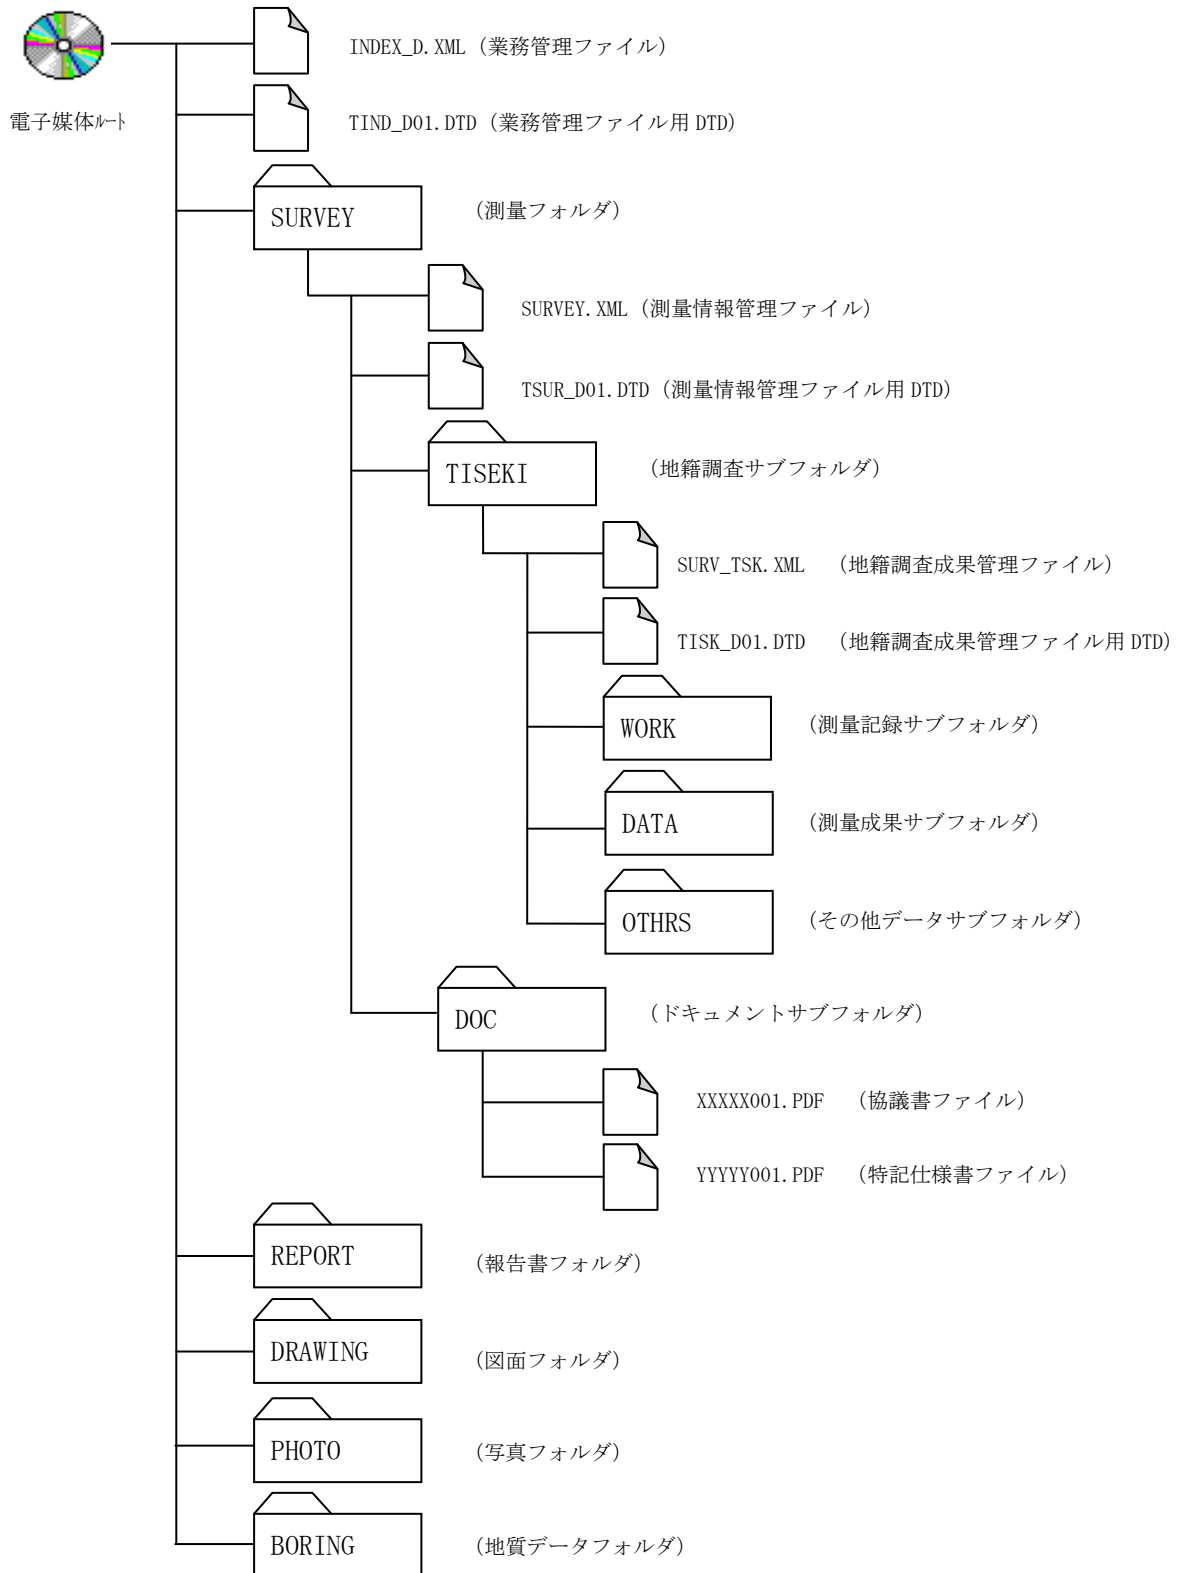 INDEX_D.XML（業務管理ファイル）
電子媒体ﾙｰﾄ
TIND_D01.DTD（業務管理ファイル用 DTD）
SURVEY
（測量フォルダ）
SURVEY.XML（測量情報管理ファイル）
TSUR_D01.DTD（測量情報管理ファイル用 DTD）
TISEKI
（地籍調査サブフォルダ）
SURV_TSK.XML （地籍調査成果管理ファイル）
TISK_D01.DTD （地籍調査成果管理ファイル用 DTD）
WORK
（測量記録サブフォルダ）
DATA
（測量成果サブフォルダ）
OTHRS
（その他データサブフォルダ）
DOC
（ドキュメントサブフォルダ）
XXXXX001.PDF （協議書ファイル）
YYYYY001.PDF （特記仕様書ファイル）
REPORT
（報告書フォルダ）
DRAWING
（図面フォルダ）
PHOTO
（写真フォルダ）
BORING
（地質データフォルダ）